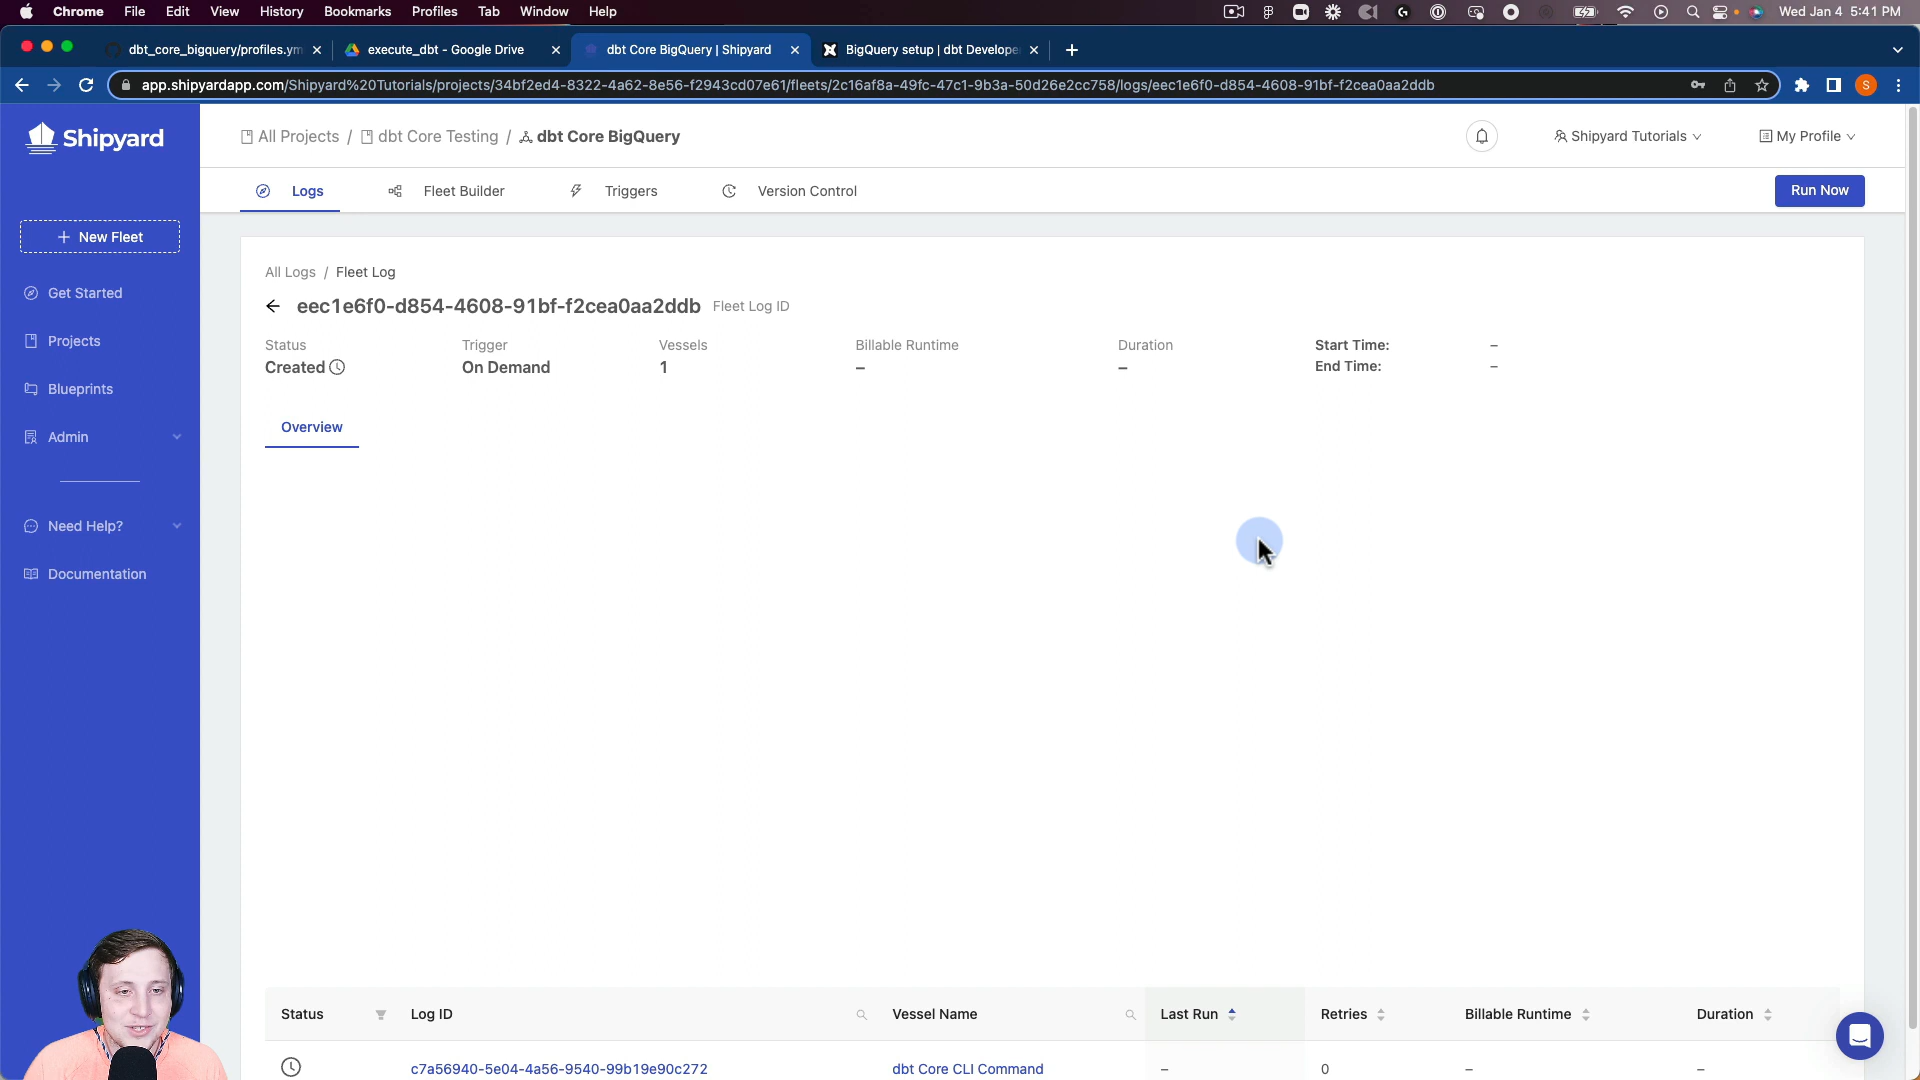 Chrome File Edit View History Bookmarks Profiles Tab Window Help Wed Jan 4 5:41 PM
dbt_core_bigquery/profiles.ym execute_dbt - Google Drive dbt Core BigQuery | Shipyard BigQuery setup | dbt Develope
app.shipyardapp.com/Shipyard%20Tutorials/projects/34bf2ed4-8322-4a62-8e56-f2943cd07e61/fleets/2c16af8a-49fc-47c1-9b3a-50d26e2cc758/logs/eec1e6f0-d854-4608-91bf-f2cea0aa2ddb S
Shipyard
All Projects / dbt Core Testing / dbt Core BigQuery Shipyard Tutorials My Profile
Logs Fleet Builder Triggers Version Control Run Now
+ New Fleet
Get Started
Projects
Blueprints
Admin
Need Help?
Documentation
All Logs / Fleet Log
eec1e6f0-d854-4608-91bf-f2cea0aa2ddb Fleet Log ID
Status Trigger Vessels Billable Runtime Duration Start Time: –
Created On Demand 1 – – End Time: –
Overview
Status Log ID Vessel Name Last Run Retries Billable Runtime Duration
c7a56940-5e04-4a56-9540-99b19e90c272 dbt Core CLI Command – 0 – –